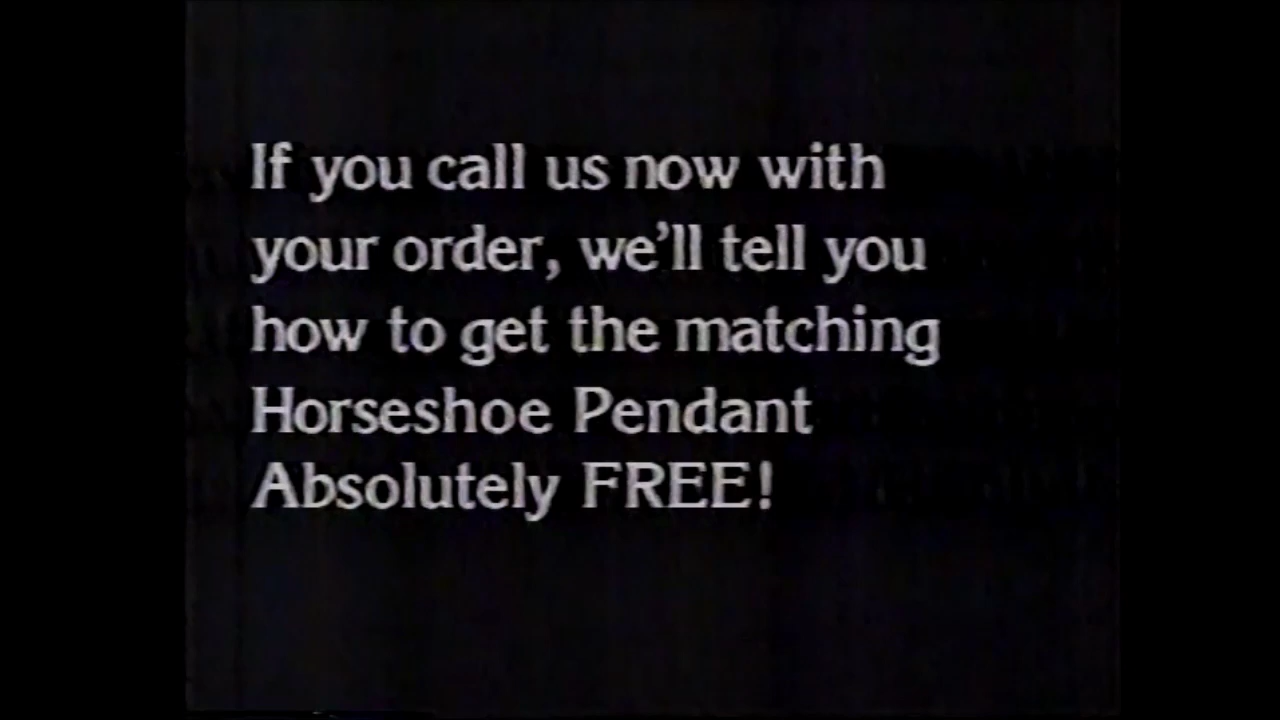 If you call us now with
your order, we'll tell you
how to get the matching
Horseshoe Pendant
Absolutely FREE!